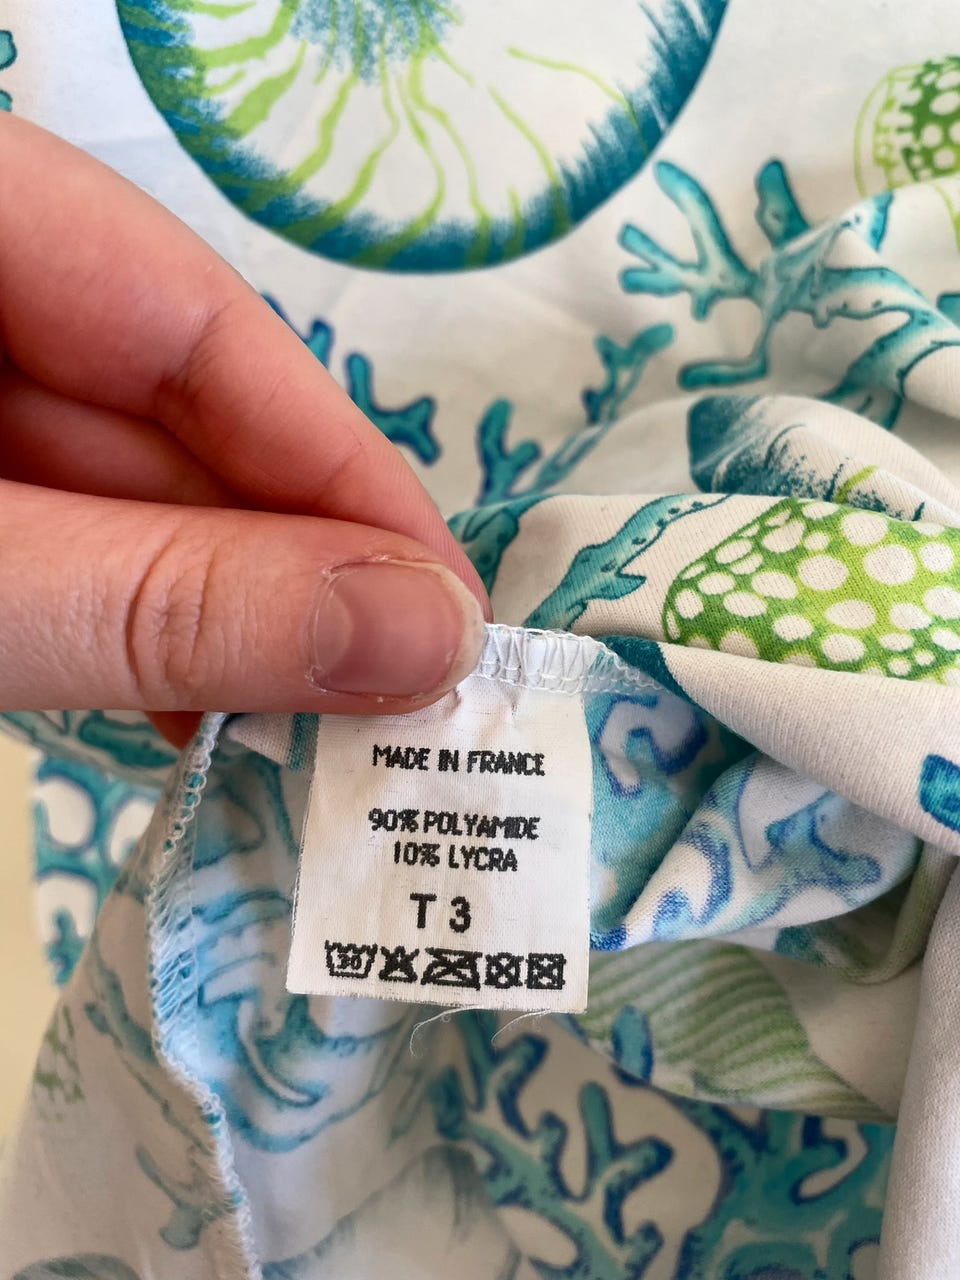 MADE IN FRANCE
90% POLYAMIDE
10% LYCRA
T 3
30